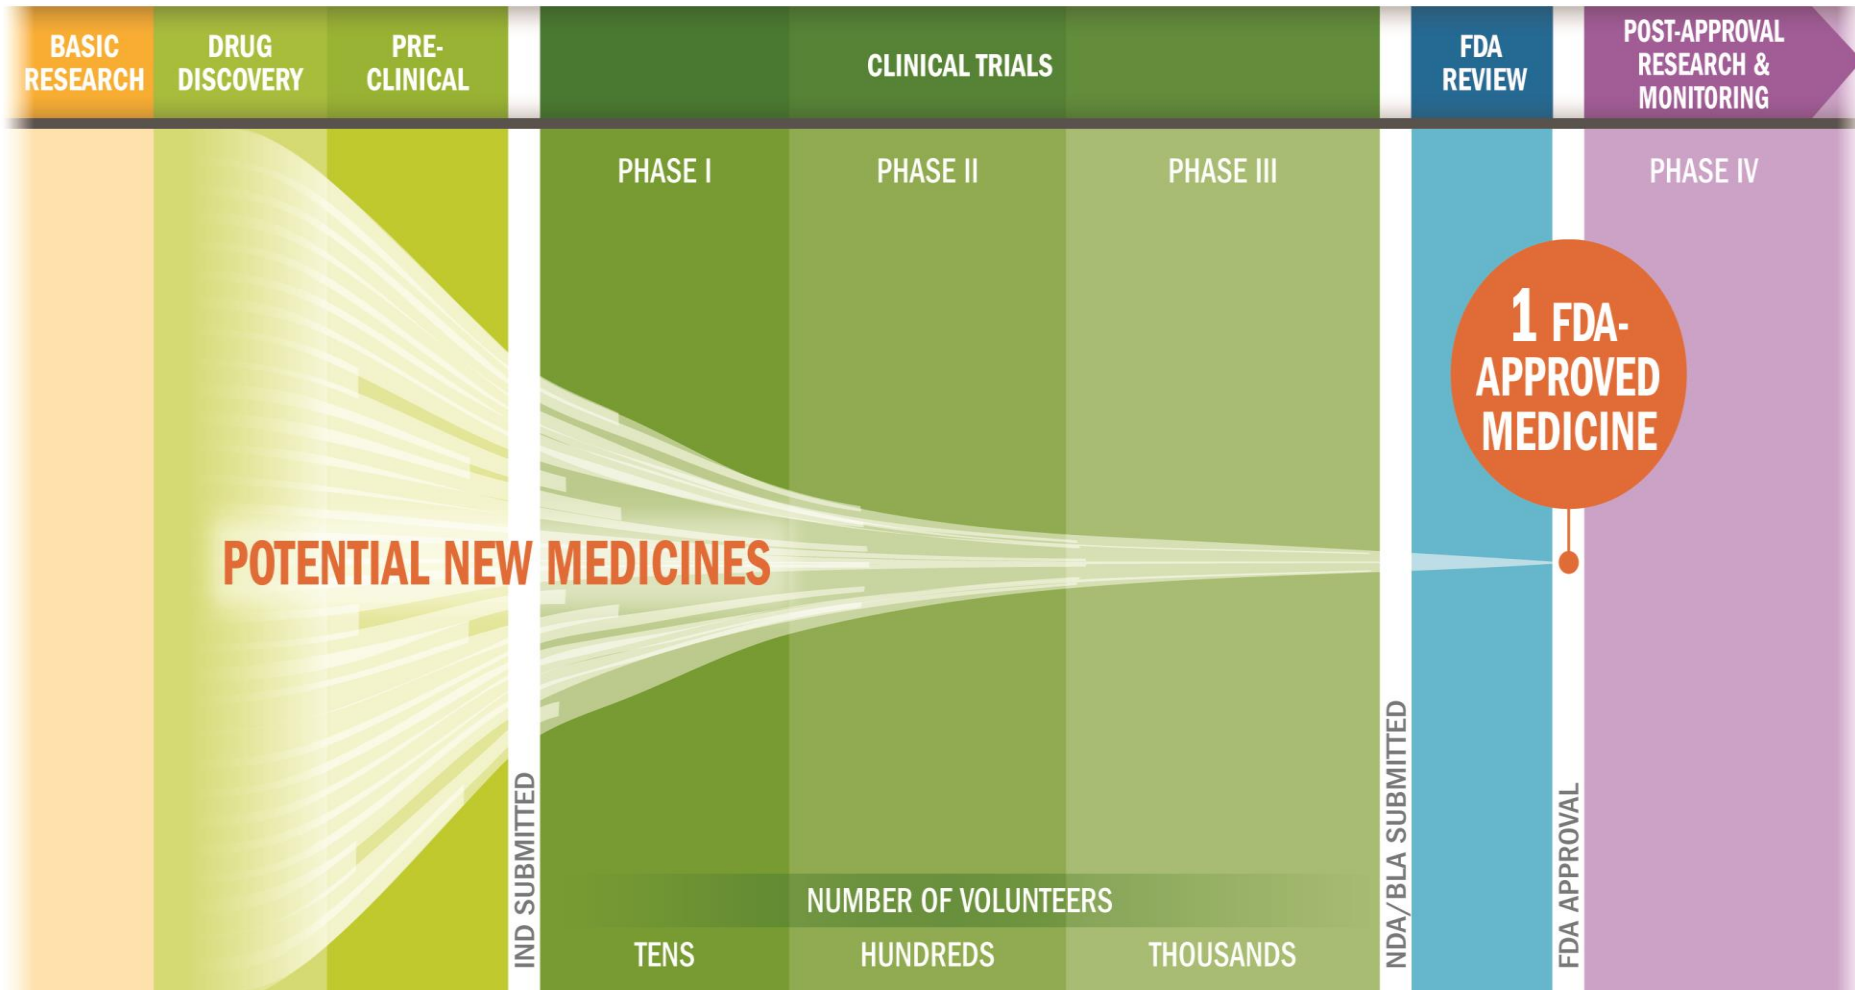 BASIC
RESEARCH
DRUG
DISCOVERY
PRE-
CLINICAL
CLINICAL TRIALS
FDA
REVIEW
POST-APPROVAL
RESEARCH &
MONITORING
PHASE I
PHASE II
PHASE III
PHASE IV
1 FDA-
APPROVED
MEDICINE
POTENTIAL NEW MEDICINES
IND SUBMITTED
NDA/BLA SUBMITTED
FDA APPROVAL
NUMBER OF VOLUNTEERS
TENS
HUNDREDS
THOUSANDS